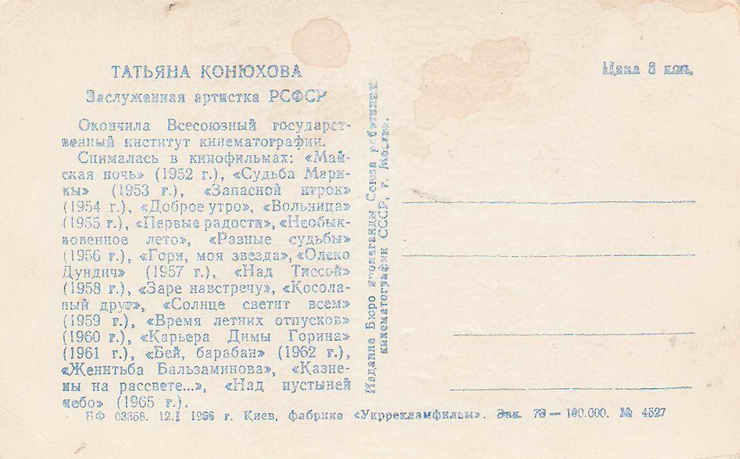 ТАТЬЯНА КОНЮХОВА
Заслуженная артистка РСФСР
Окончила Всесоюзный государст-
венный институт кинематографии.
Снималась в кинофильмах: «Май-
ская ночь» (1952 г.), «Судьба Мари-
ны» (1953 г.), «Запасной игрок»
(1954 г.), «Доброе утро», «Вольница»
(1955 г.), «Первые радости», «Необык-
новенное лето», «Разные судьбы»
(1956 г.), «Гори, моя звезда», «Олеко
Дундич» (1957 г.), «Над Тиссой»
(1958 г.), «Заре навстречу», «Косола-
пый друг», «Солнце светит всем»
(1959 г.), «Время летних отпусков»
(1960 г.), «Карьера Димы Горина»
(1961 г.), «Бей, барабан» (1962 г.),
«Женитьба Бальзаминова», «Казне-
ны на рассвете...», «Над пустыней
небо» (1965 г.).
БФ 03358. 12.I 1966 г. Киев, фабрика «Укррекламфильм». Зак. 73 — 100.000. № 4527
Издание Бюро пропаганды Союза работников
кинематографии СССР, г. Москва.
Цена 8 коп.